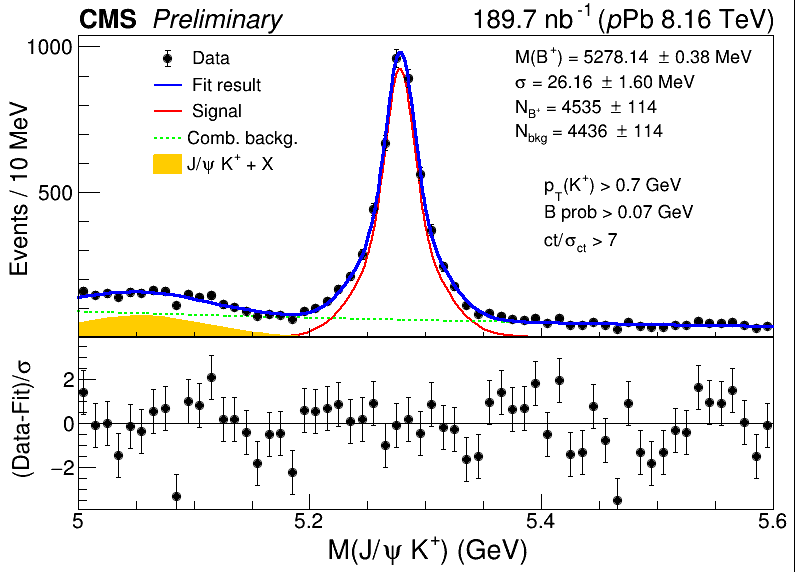 CMS Preliminary 189.7 nb⁻¹ (pPb 8.16 TeV)
1000
500
Events / 10 MeV
Data
Fit result
Signal
Comb. backg.
J/ψ K⁺ + X
M(B⁺) = 5278.14 ± 0.38 MeV
σ = 26.16 ± 1.60 MeV
N_B⁺ = 4535 ± 114
N_bkg = 4436 ± 114
p_T(K⁺) > 0.7 GeV
B prob > 0.07 GeV
ct/σ_ct > 7
(Data-Fit)/σ
2
0
−2
5 5.2 5.4 5.6
M(J/ψ K⁺) (GeV)